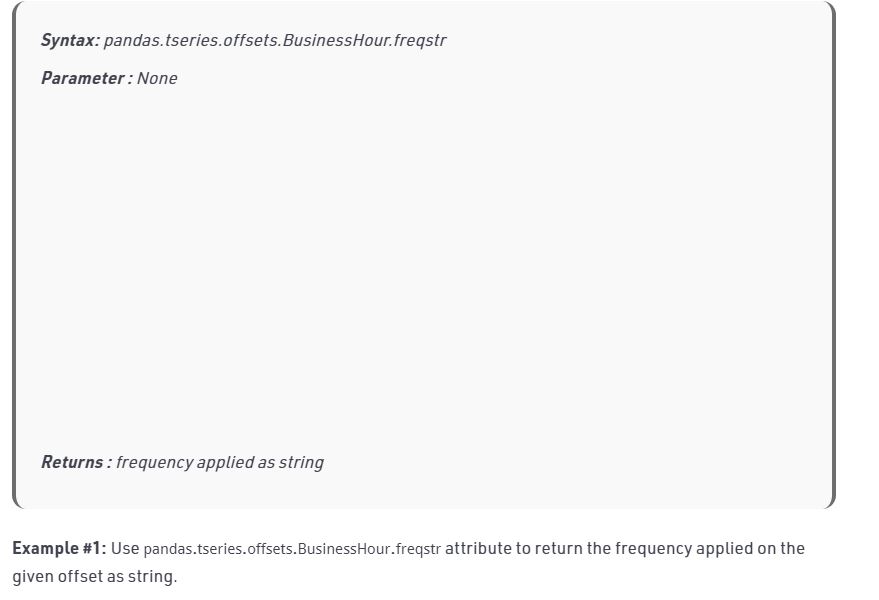 Syntax: pandas.tseries.offsets.BusinessHour.freqstr
Parameter : None
Returns : frequency applied as string
Example #1: Use pandas.tseries.offsets.BusinessHour.freqstr attribute to return the frequency applied on the
given offset as string.